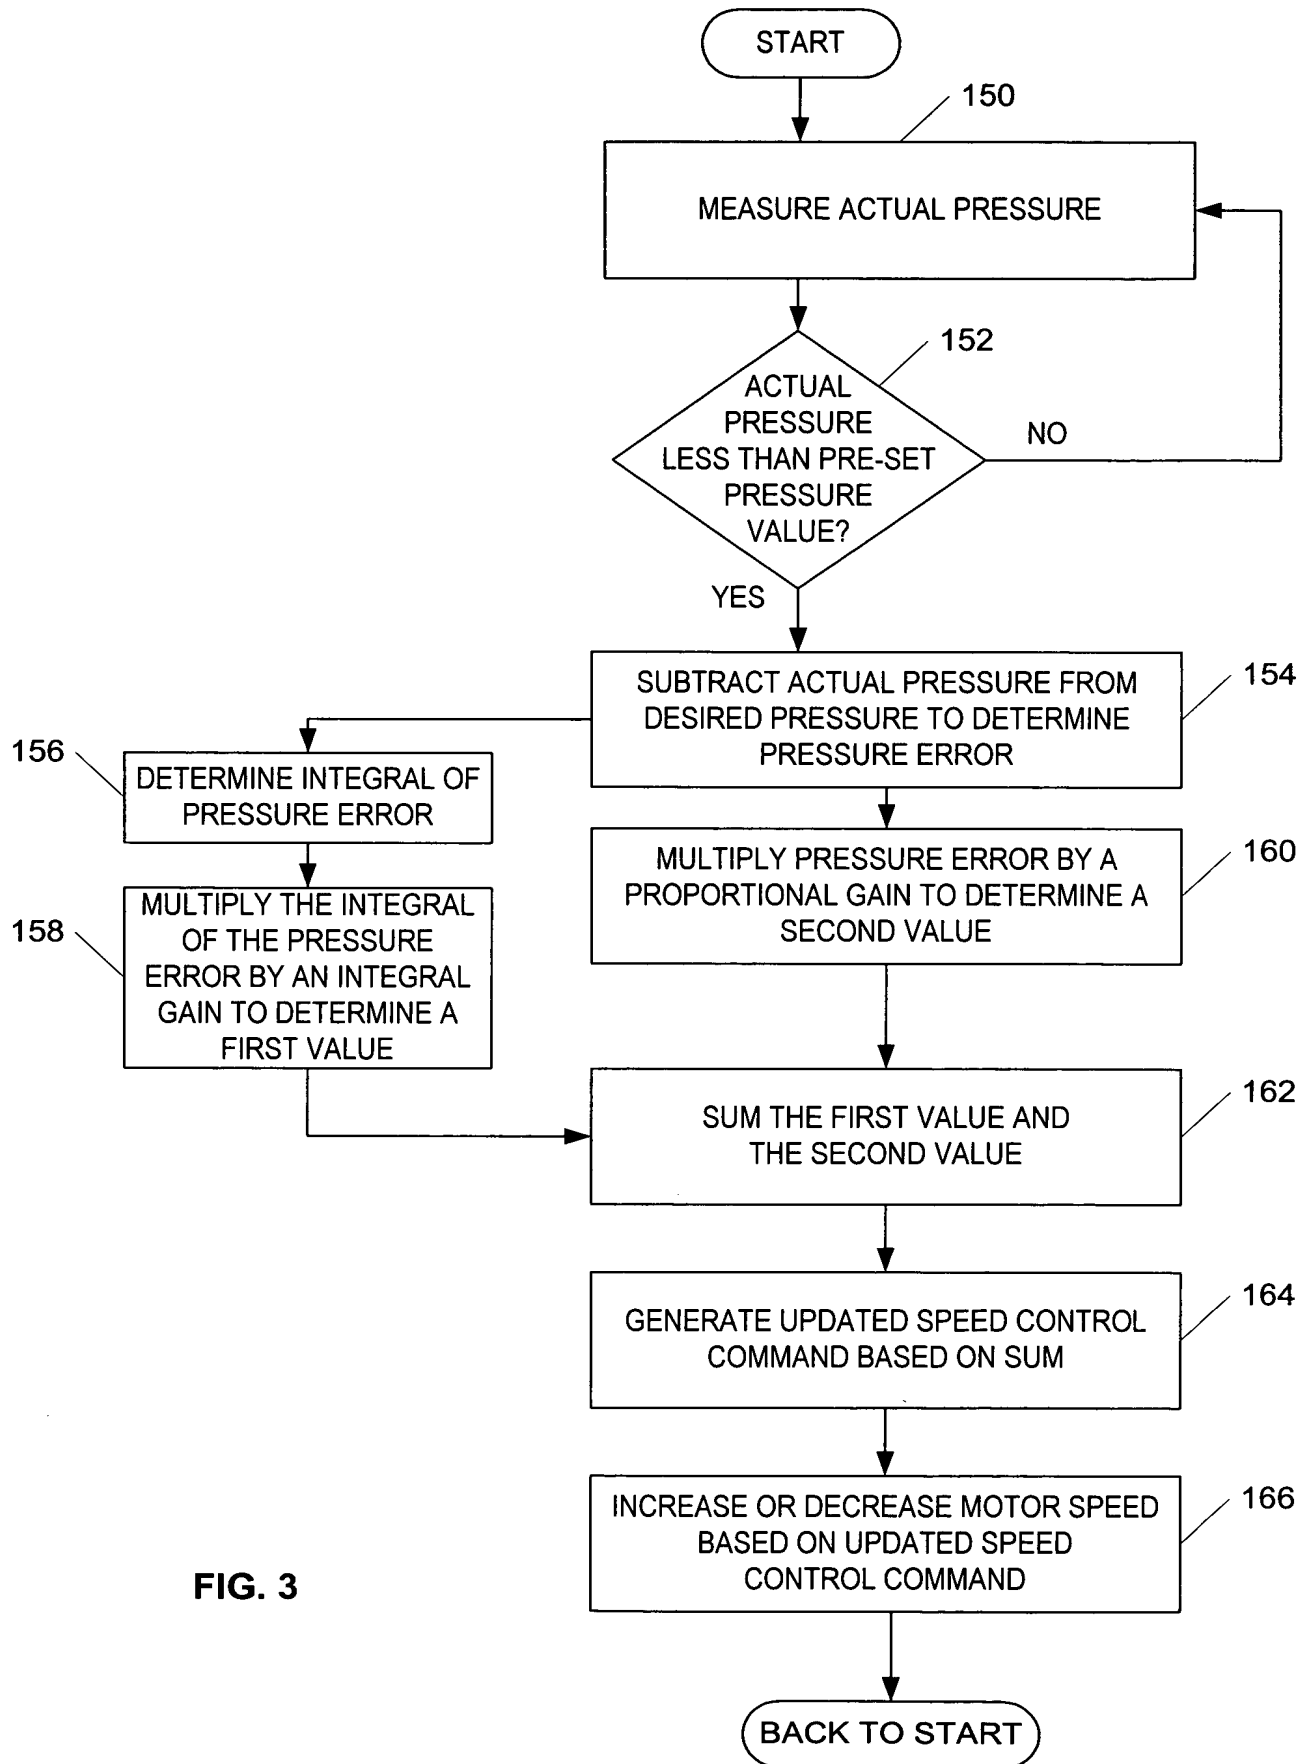 START
150
MEASURE ACTUAL PRESSURE
152
ACTUAL
PRESSURE
LESS THAN PRE-SET
PRESSURE
VALUE?
NO
YES
SUBTRACT ACTUAL PRESSURE FROM
DESIRED PRESSURE TO DETERMINE
PRESSURE ERROR
154
156
DETERMINE INTEGRAL OF
PRESSURE ERROR
MULTIPLY PRESSURE ERROR BY A
PROPORTIONAL GAIN TO DETERMINE A
SECOND VALUE
160
158
MULTIPLY THE INTEGRAL
OF THE PRESSURE
ERROR BY AN INTEGRAL
GAIN TO DETERMINE A
FIRST VALUE
SUM THE FIRST VALUE AND
THE SECOND VALUE
162
GENERATE UPDATED SPEED CONTROL
COMMAND BASED ON SUM
164
INCREASE OR DECREASE MOTOR SPEED
BASED ON UPDATED SPEED
CONTROL COMMAND
166
FIG. 3
BACK TO START